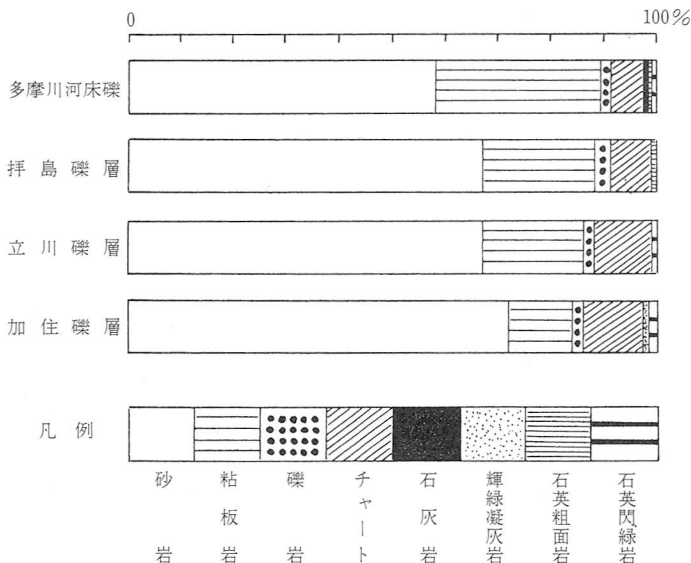 0 100%
多摩川河床礫
拝島礫層
立川礫層
加住礫層
凡例
砂岩
粘板岩
礫岩
チャート
石灰岩
輝緑凝灰岩
石英粗面岩
石英閃緑岩